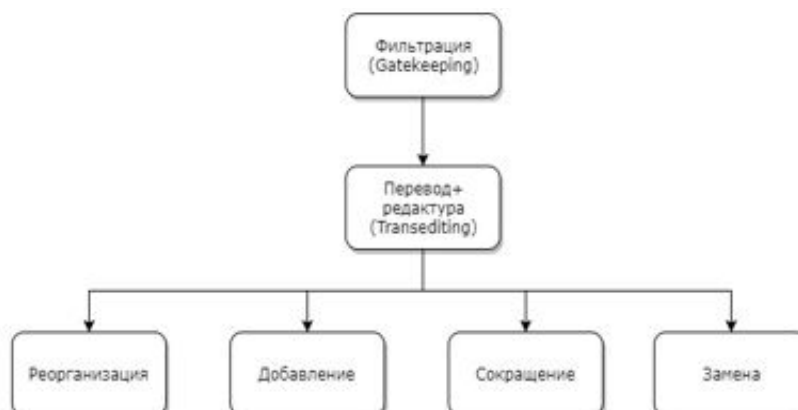 Фильтрация
(Gatekeeping)
Перевод+
редактура
(Transediting)
Реорганизация
Добавление
Сокращение
Замена